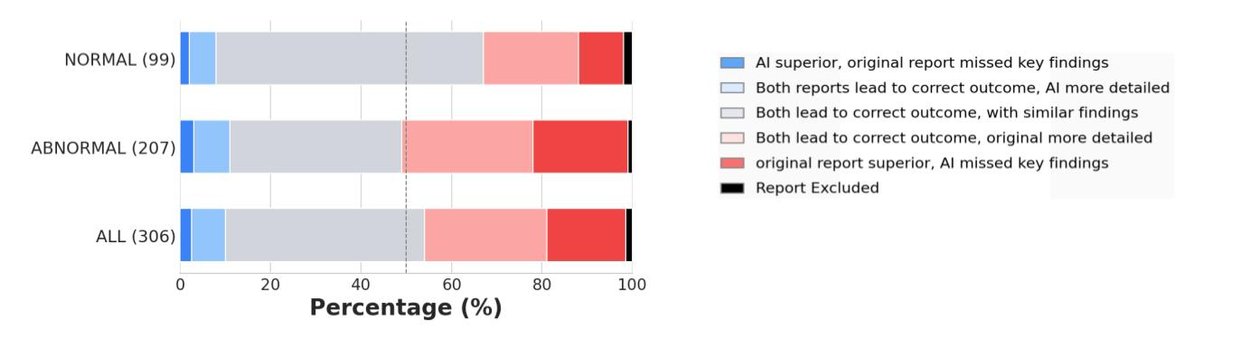 NORMAL (99)
ABNORMAL (207)
ALL (306)
0 20 40 60 80 100
Percentage (%)
AI superior, original report missed key findings
Both reports lead to correct outcome, AI more detailed
Both lead to correct outcome, with similar findings
Both lead to correct outcome, original more detailed
original report superior, AI missed key findings
Report Excluded